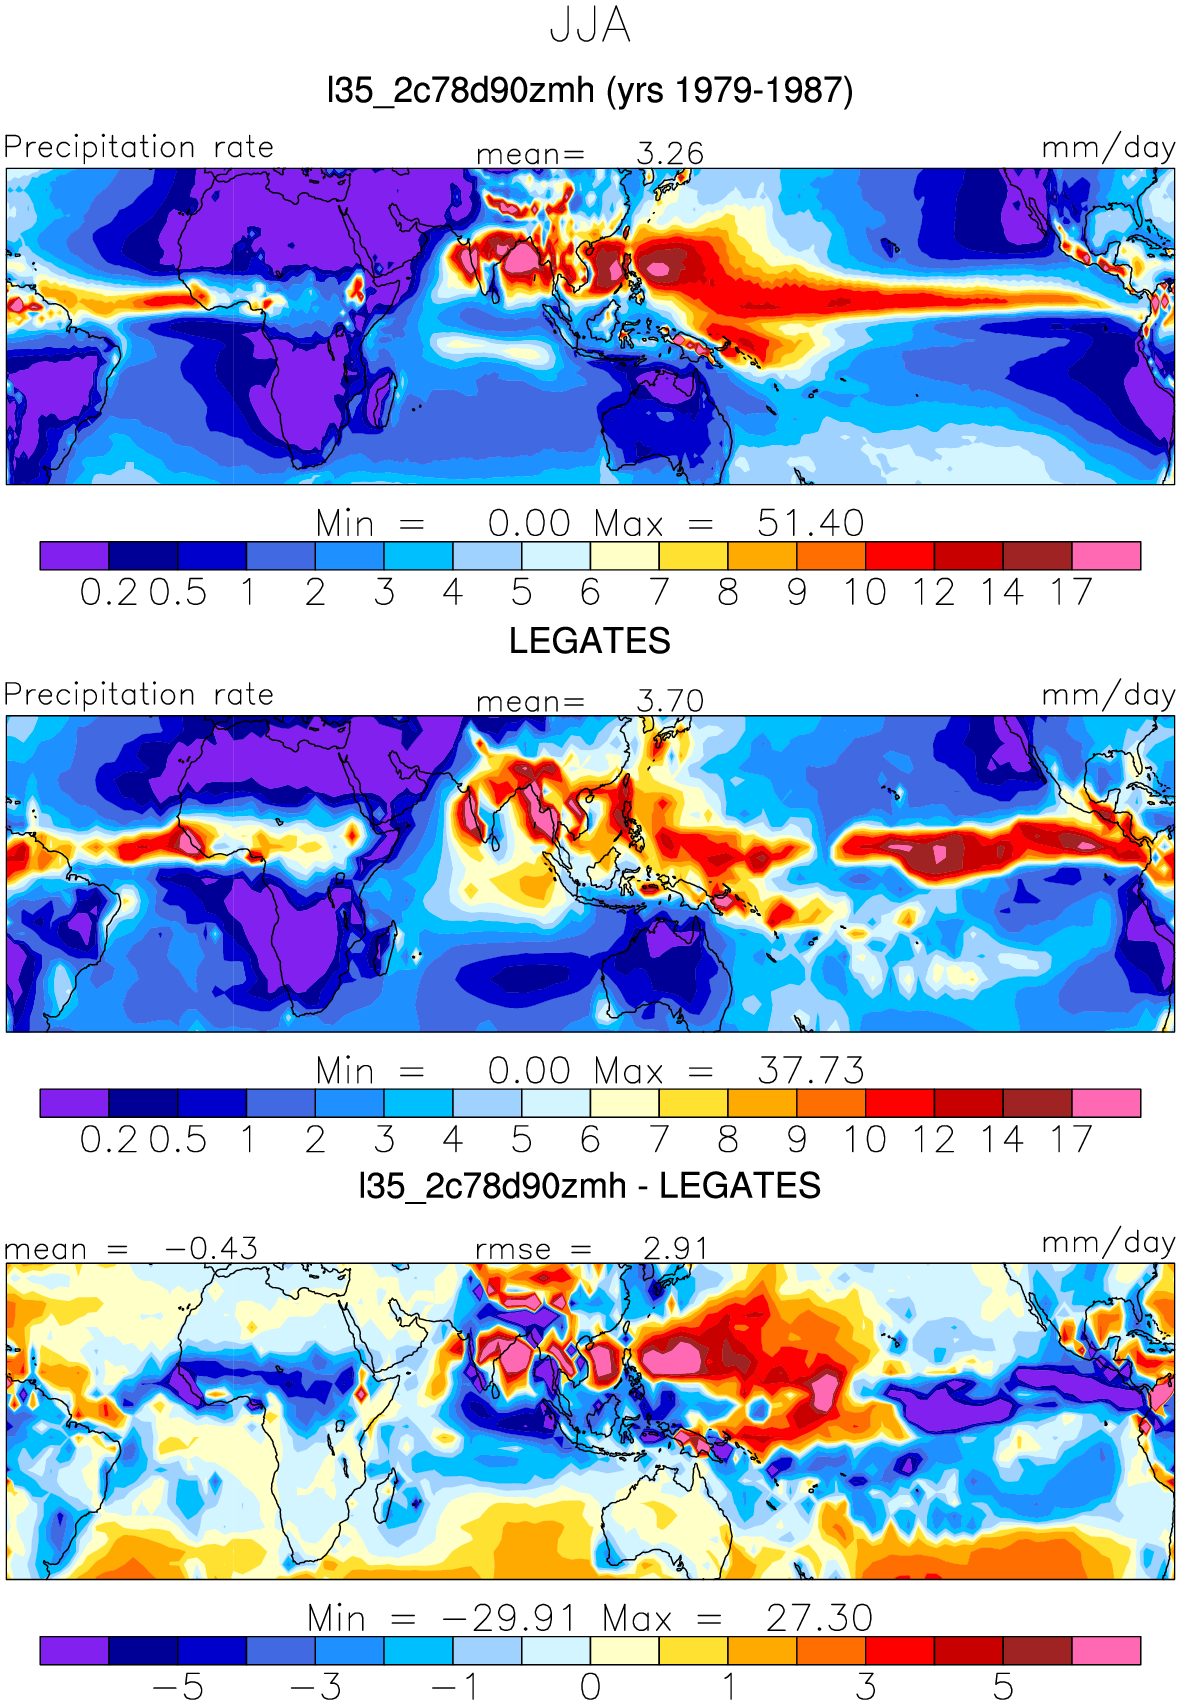 JJA
l35_2c78d90zmh (yrs 1979-1987)
Precipitation rate mean= 3.26 mm/day
Min = 0.00 Max = 51.40
0.2 0.5 1 2 3 4 5 6 7 8 9 10 12 14 17
LEGATES
Precipitation rate mean= 3.70 mm/day
Min = 0.00 Max = 37.73
0.2 0.5 1 2 3 4 5 6 7 8 9 10 12 14 17
l35_2c78d90zmh - LEGATES
mean = -0.43 rmse = 2.91 mm/day
Min = -29.91 Max = 27.30
-5 -3 -1 0 1 3 5